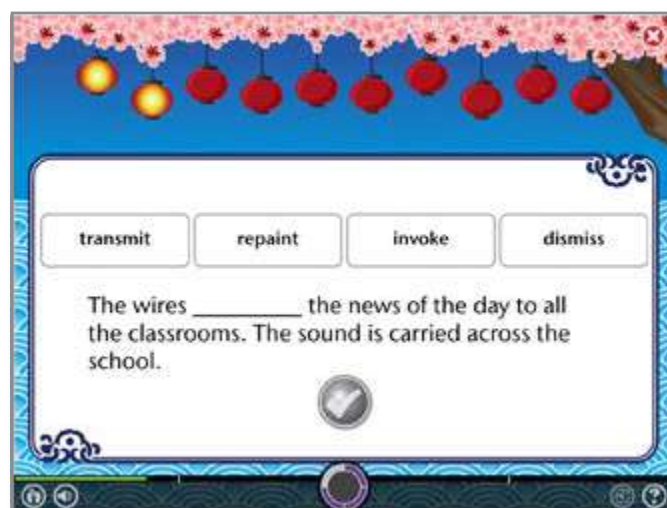 transmit repaint invoke dismiss
The wires _________ the news of the day to all
the classrooms. The sound is carried across the
school.
?